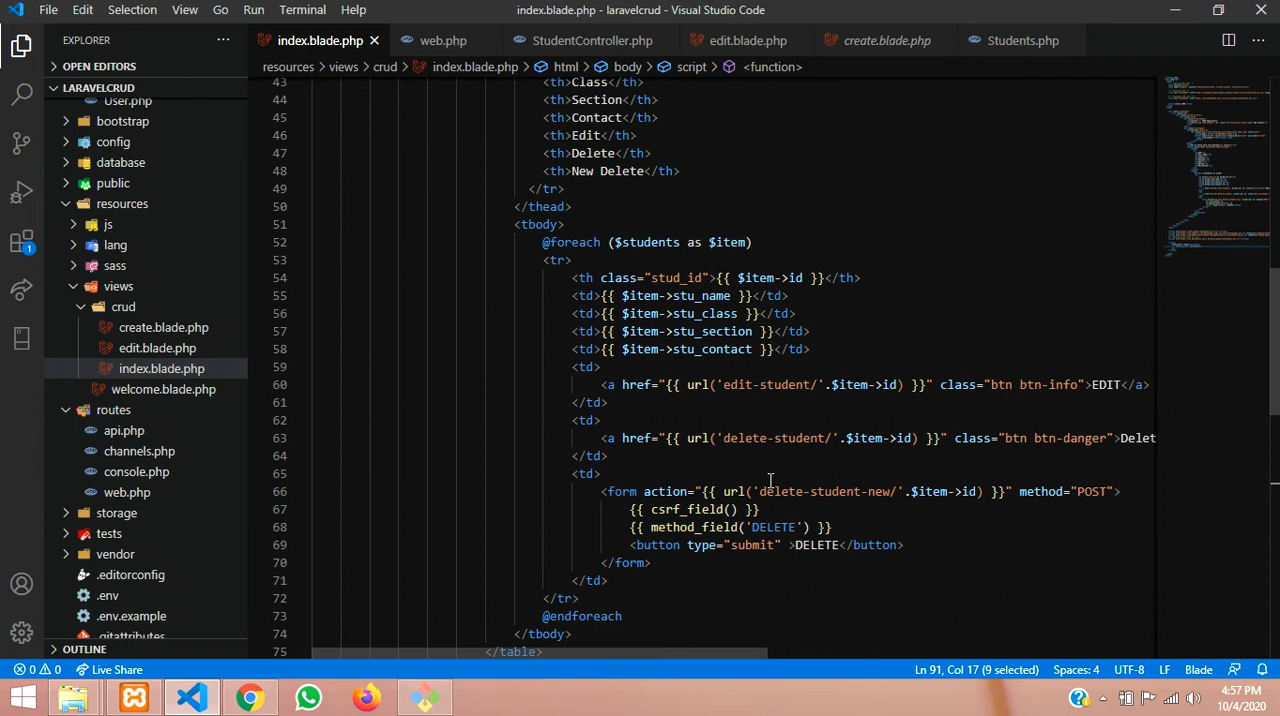 File Edit Selection View Go Run Terminal Help index.blade.php - laravelcrud - Visual Studio Code
EXPLORER index.blade.php web.php StudentController.php edit.blade.php create.blade.php Students.php
OPEN EDITORS
resources views crud index.blade.php html body script <function>
LARAVELCRUD
User.php
bootstrap
config
database
public
resources
js
lang
sass
views
crud
create.blade.php
edit.blade.php
index.blade.php
welcome.blade.php
routes
api.php
channels.php
console.php
web.php
storage
tests
vendor
.editorconfig
.env
.env.example
.gitattributes
OUTLINE
43 <th>Class</th>
44 <th>Section</th>
45 <th>Contact</th>
46 <th>Edit</th>
47 <th>Delete</th>
48 <th>New Delete</th>
49 </tr>
50 </thead>
51 <tbody>
52 @foreach ($students as $item)
53 <tr>
54 <th class="stud_id">{{ $item->id }}</th>
55 <td>{{ $item->stu_name }}</td>
56 <td>{{ $item->stu_class }}</td>
57 <td>{{ $item->stu_section }}</td>
58 <td>{{ $item->stu_contact }}</td>
59 <td>
60 <a href="{{ url('edit-student/'.$item->id) }}" class="btn btn-info">EDIT</a>
61 </td>
62 <td>
63 <a href="{{ url('delete-student/'.$item->id) }}" class="btn btn-danger">Delet
64 </td>
65 <td>
66 <form action="{{ url('delete-student-new/'.$item->id) }}" method="POST">
67 {{ csrf_field() }}
68 {{ method_field('DELETE') }}
69 <button type="submit" >DELETE</button>
70 </form>
71 </td>
72 </tr>
73 @endforeach
74 </tbody>
75 </table>
0 0 Live Share Ln 91, Col 17 (9 selected) Spaces: 4 UTF-8 LF Blade
1
4:57 PM
10/4/2020